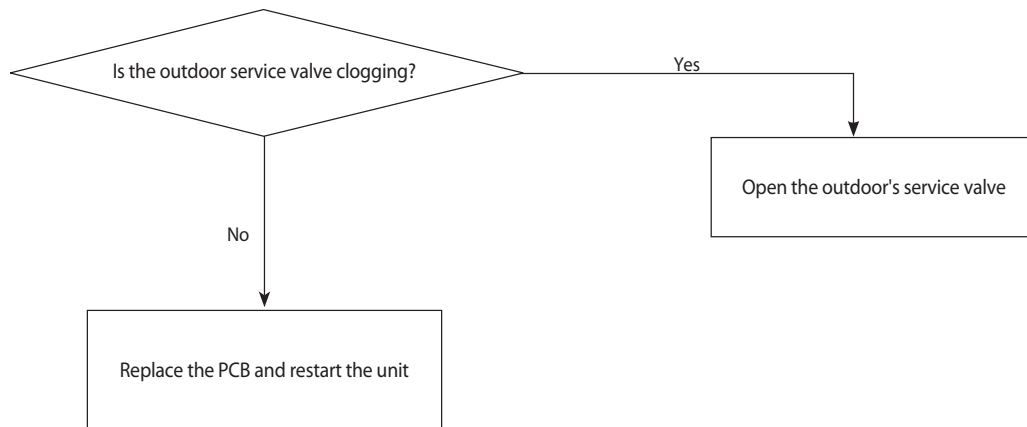 Is the outdoor service valve clogging?
Yes
Open the outdoor's service valve
No
Replace the PCB and restart the unit